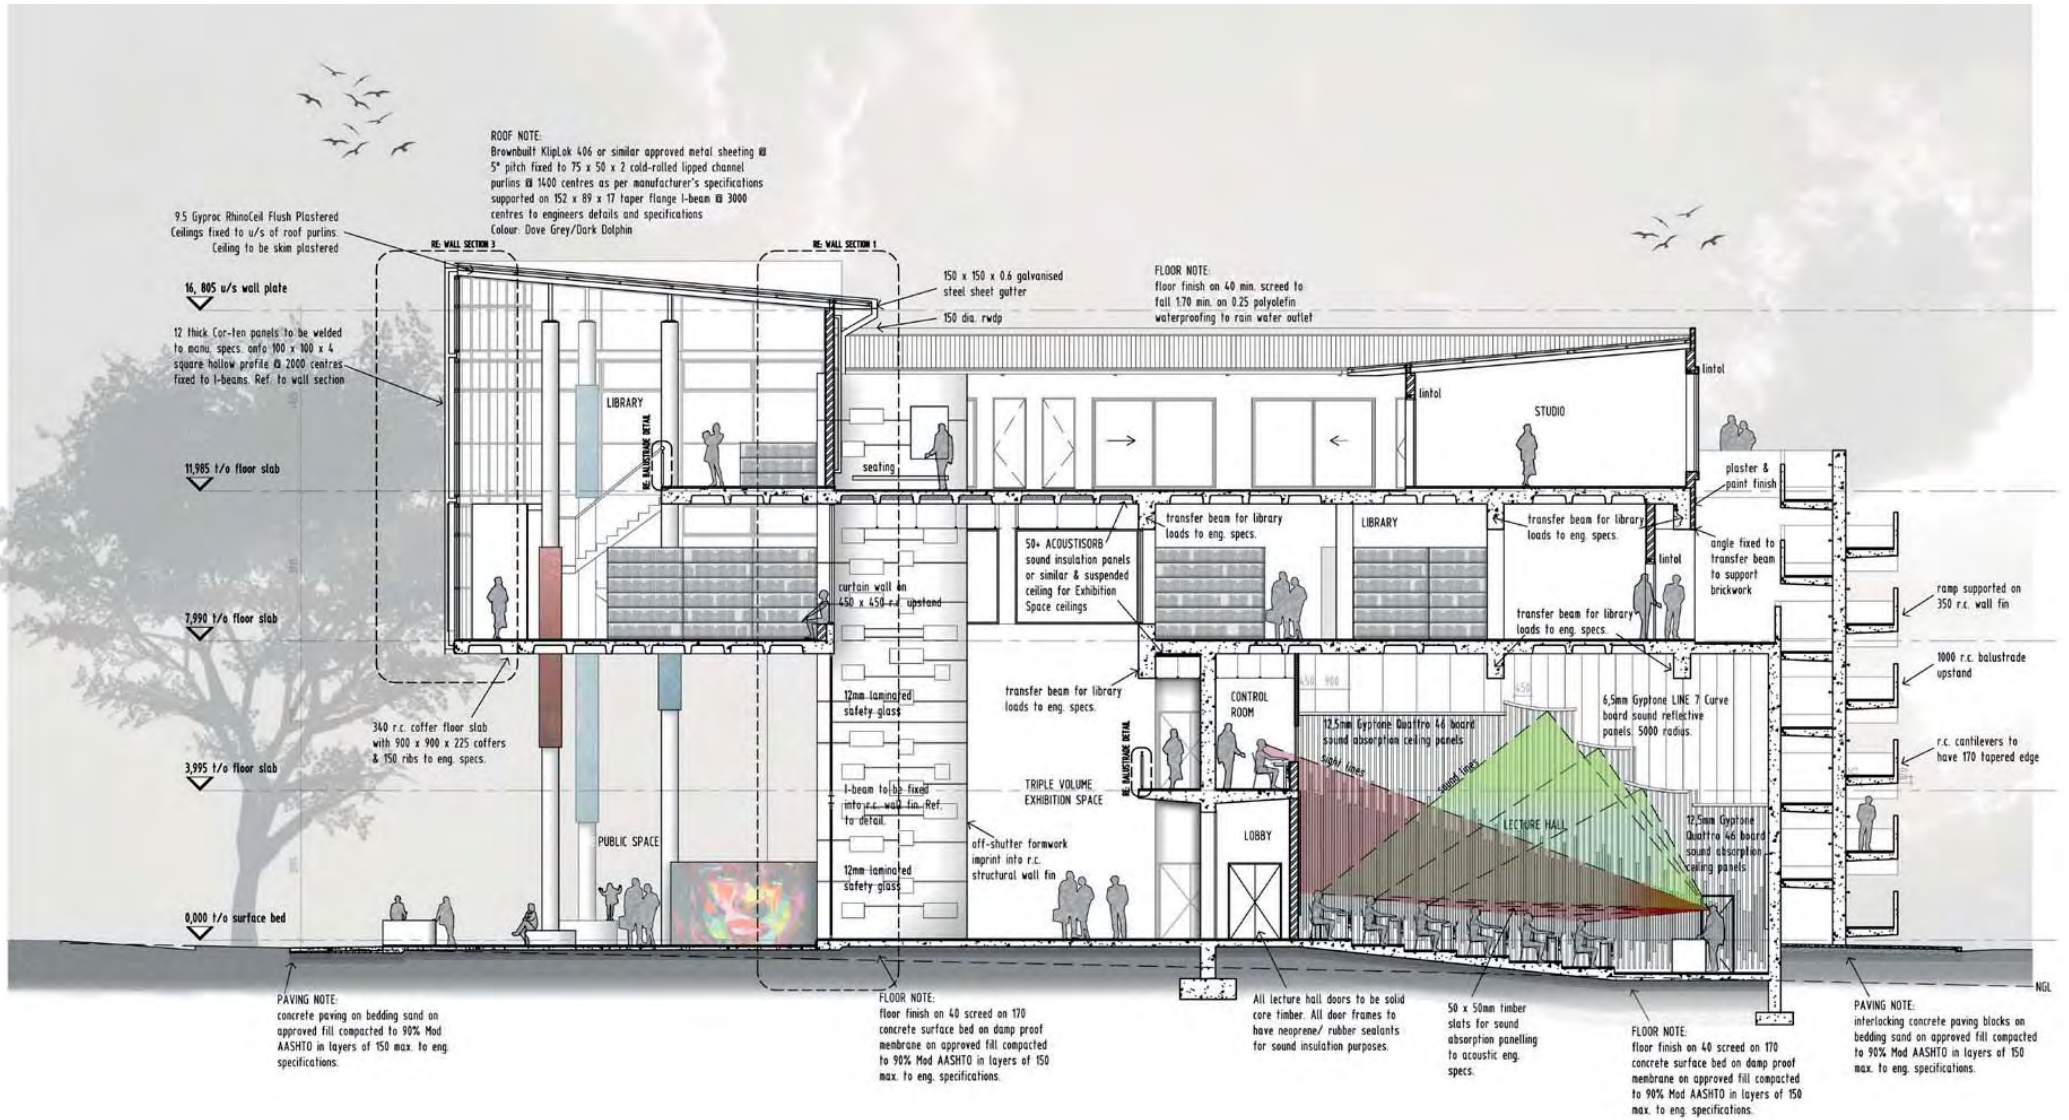 ROOF NOTE:
Brownbuilt KlipLok 406 or similar approved metal sheeting @
5° pitch fixed to 75 x 50 x 2 cold-rolled lipped channel
purlins @ 1400 centres as per manufacturer's specifications
supported on 152 x 89 x 17 taper flange I-beam @ 3000
centres to engineers details and specifications
Colour: Dove Grey/Dark Dolphin
9.5 Gyproc RhinoCeil Flush Plastered
Ceilings fixed to u/s of roof purlins.
Ceiling to be skim plastered
RE: WALL SECTION 3
RE: WALL SECTION 1
150 x 150 x 0.6 galvanised
steel sheet gutter
150 dia. rwdp
FLOOR NOTE:
floor finish on 40 min. screed to
fall 1:70 min. on 0.25 polyolefin
waterproofing to rain water outlet
16, 805 u/s wall plate
12 thick Cor-ten panels to be welded
to manu. specs. onto 100 x 100 x 4
square hollow profile @ 2000 centres
fixed to I-beams. Ref. to wall section
LIBRARY
RE: BALUSTRADE DETAIL
seating
lintol
lintol
STUDIO
11,985 t/o floor slab
plaster &
paint finish
transfer beam for library
loads to eng. specs.
LIBRARY
transfer beam for library
loads to eng. specs.
50+ ACOUSTISORB
sound insulation panels
or similar & suspended
ceiling for Exhibition
Space ceilings
lintol
angle fixed to
transfer beam
to support
brickwork
curtain wall on
450 x 450 r.c. upstand
ramp supported on
350 r.c. wall fin
7,990 t/o floor slab
transfer beam for library
loads to eng. specs.
1000 r.c. balustrade
upstand
transfer beam for library
loads to eng. specs.
12mm laminated
safety glass
CONTROL
ROOM
450 900
450
12,5mm Gyptone Quattro 46 board
sound absorption ceiling panels
6,5mm Gyptone LINE 7 Curve
board sound reflective
panels. 5000 radius.
340 r.c. coffer floor slab
with 900 x 900 x 225 coffers
& 150 ribs to eng. specs.
RE: BALUSTRADE DETAIL
sight lines
sound lines
r.c. cantilevers to
have 170 tapered edge
3,995 t/o floor slab
I-beam to be fixed
into r.c. wall fin. Ref.
to detail.
TRIPLE VOLUME
EXHIBITION SPACE
PUBLIC SPACE
LOBBY
LECTURE HALL
12,5mm Gyptone
Quattro 46 board
sound absorption
ceiling panels
off-shutter formwork
imprint into r.c.
structural wall fin
12mm laminated
safety glass
0,000 t/o surface bed
NGL
PAVING NOTE:
concrete paving on bedding sand on
approved fill compacted to 90% Mod
AASHTO in layers of 150 max. to eng.
specifications.
FLOOR NOTE:
floor finish on 40 screed on 170
concrete surface bed on damp proof
membrane on approved fill compacted
to 90% Mod AASHTO in layers of 150
max. to eng. specifications.
All lecture hall doors to be solid
core timber. All door frames to
have neoprene/ rubber sealants
for sound insulation purposes.
50 x 50mm timber
slats for sound
absorption panelling
to acoustic eng.
specs.
FLOOR NOTE:
floor finish on 40 screed on 170
concrete surface bed on damp proof
membrane on approved fill compacted
to 90% Mod AASHTO in layers of 150
max. to eng. specifications.
PAVING NOTE:
interlocking concrete paving blocks on
bedding sand on approved fill compacted
to 90% Mod AASHTO in layers of 150
max. to eng. specifications.